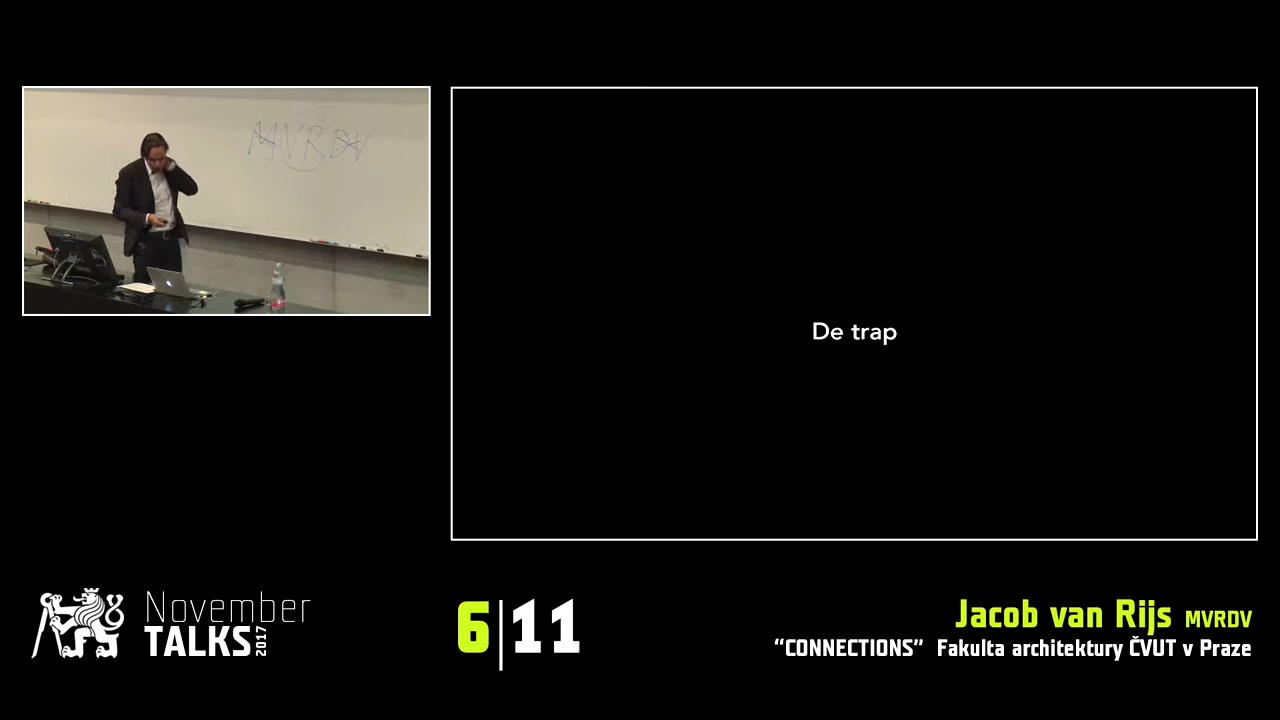 MVRDV
De trap
November
TALKS 2017
6|11
Jacob van Rijs MVRDV
“CONNECTIONS” Fakulta architektury ČVUT v Praze